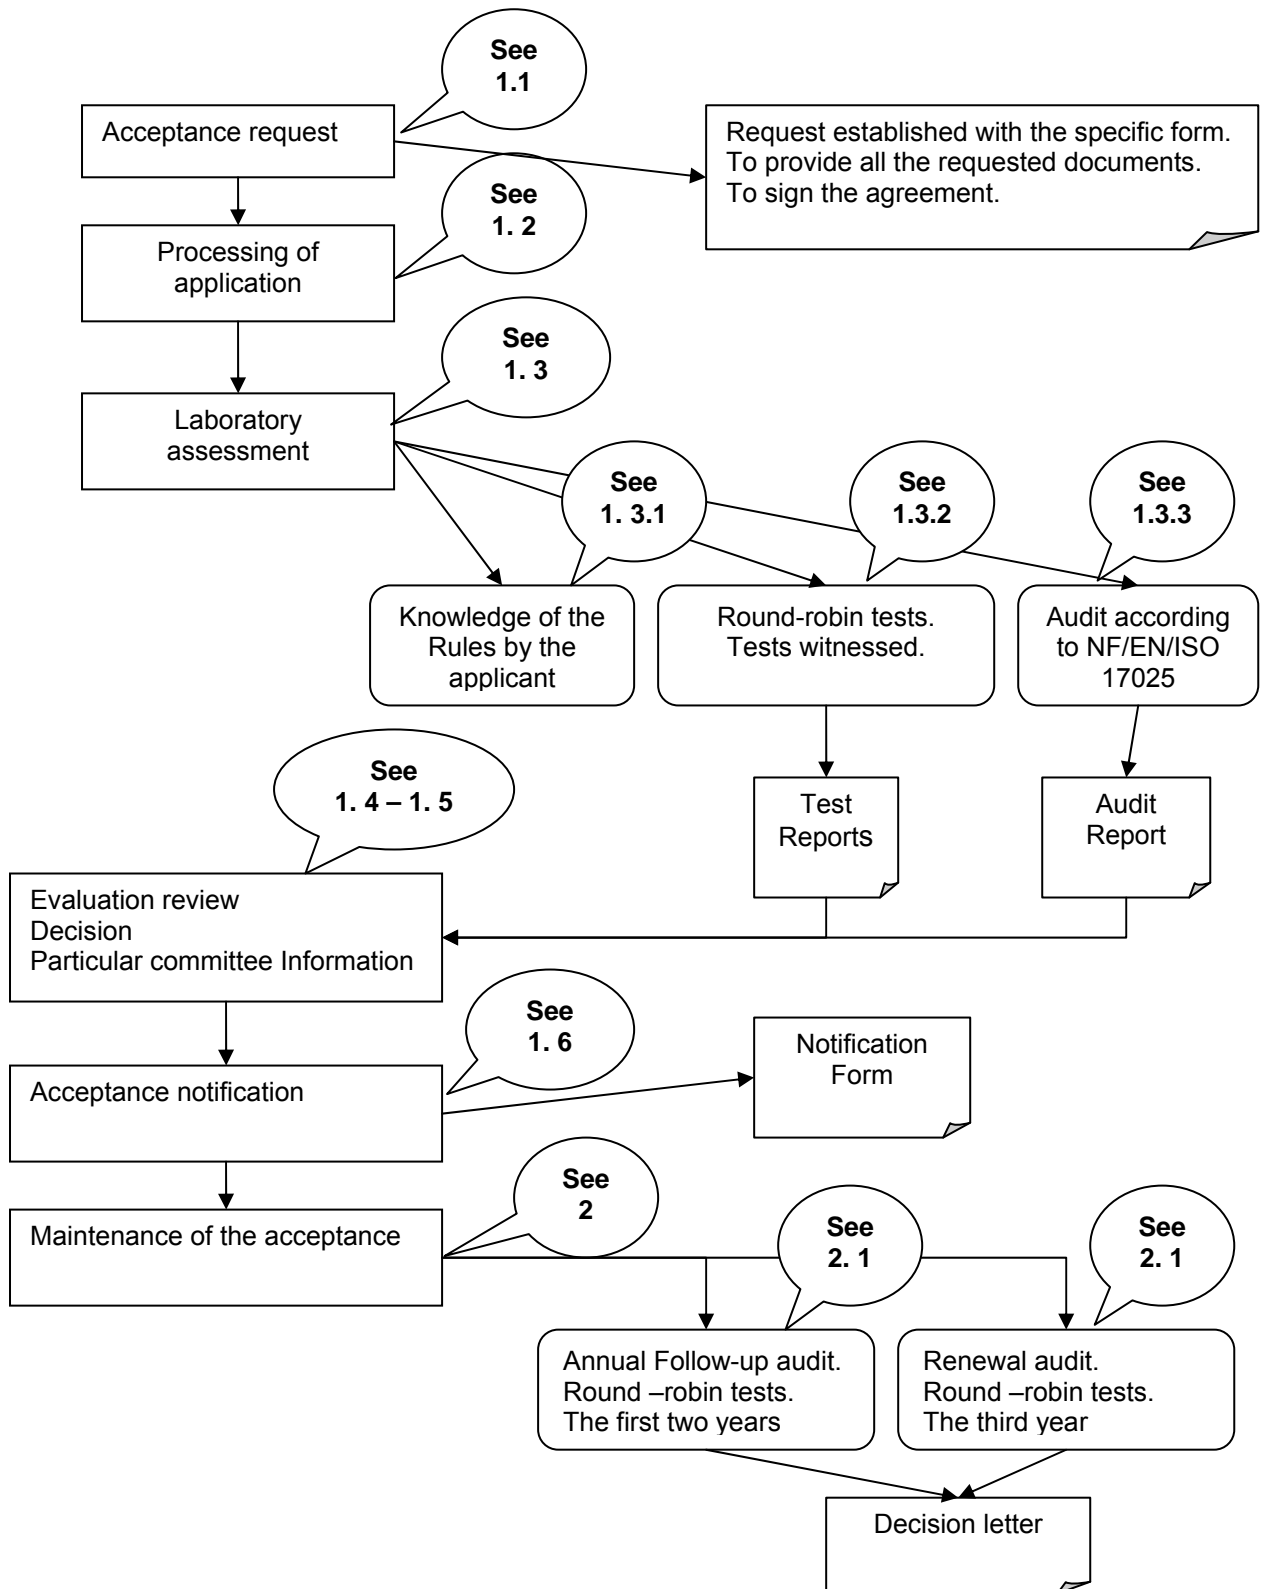 See
1.1
Acceptance request
Request established with the specific form.
To provide all the requested documents.
To sign the agreement.
See
1. 2
Processing of
application
See
1. 3
Laboratory
assessment
See
1. 3.1
See
1.3.2
See
1.3.3
Knowledge of the
Rules by the
applicant
Round-robin tests.
Tests witnessed.
Audit according
to NF/EN/ISO
17025
See
1. 4 – 1. 5
Test
Reports
Audit
Report
Evaluation review
Decision
Particular committee Information
See
1. 6
Notification
Form
Acceptance notification
See
2
Maintenance of the acceptance
See
2. 1
See
2. 1
Annual Follow-up audit.
Round –robin tests.
The first two years
Renewal audit.
Round –robin tests.
The third year
Decision letter